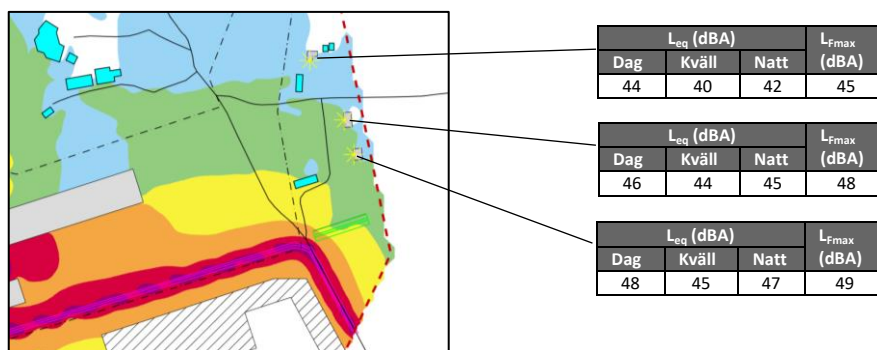 Leq (dBA) LFmax
Dag Kväll Natt (dBA)
44 40 42 45
Leq (dBA) LFmax
Dag Kväll Natt (dBA)
46 44 45 48
Leq (dBA) LFmax
Dag Kväll Natt (dBA)
48 45 47 49